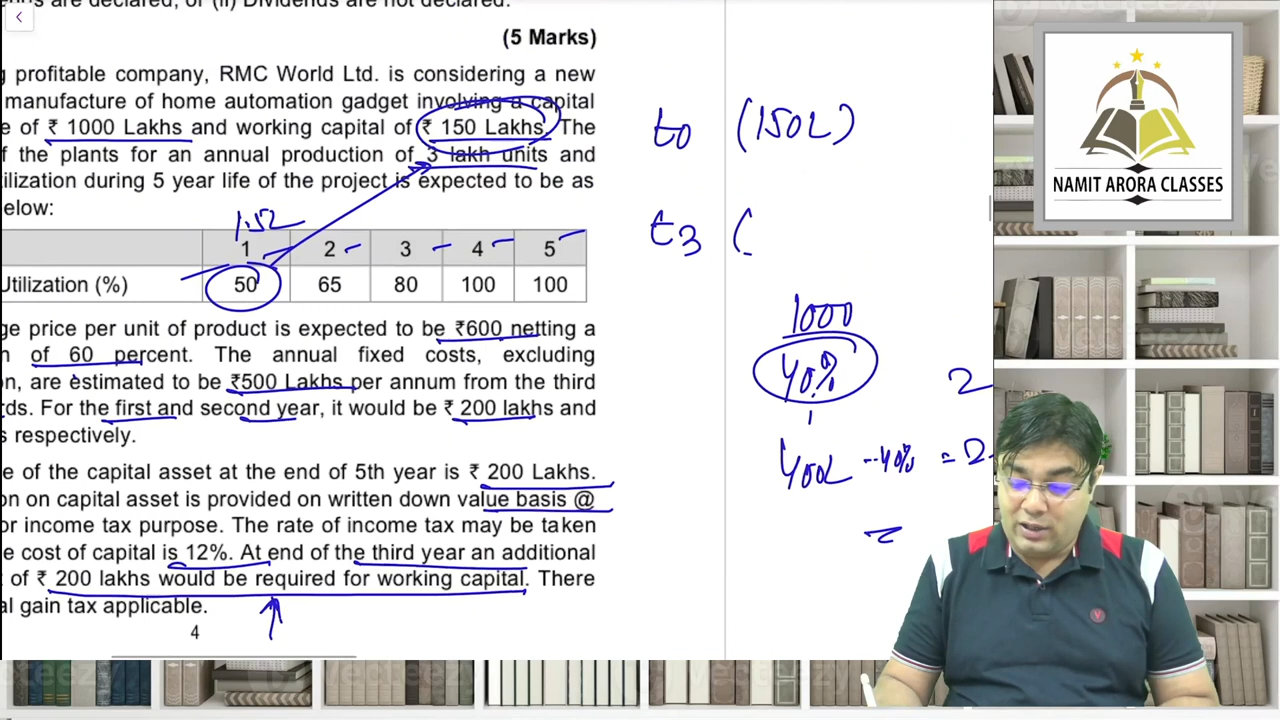 ds are declared, or (ii) Dividends are not declared.
(5 Marks)
g profitable company, RMC World Ltd. is considering a new
manufacture of home automation gadget involving a capital
e of ₹ 1000 Lakhs and working capital of ₹ 150 Lakhs. The
f the plants for an annual production of 3 lakh units and
tilization during 5 year life of the project is expected to be as
elow:
1.5L
1 2 3 4 5
Utilization (%) 50 65 80 100 100
ge price per unit of product is expected to be ₹600 netting a
n of 60 percent. The annual fixed costs, excluding
on, are estimated to be ₹500 Lakhs per annum from the third
rds. For the first and second year, it would be ₹ 200 lakhs and
s respectively.
e of the capital asset at the end of 5th year is ₹ 200 Lakhs.
on on capital asset is provided on written down value basis @
or income tax purpose. The rate of income tax may be taken
e cost of capital is 12%. At end of the third year an additional
t of ₹ 200 lakhs would be required for working capital. There
al gain tax applicable.
4
t0 (150L)
t3 (
1000
40%
2
400L -40% = 2
=
NAMIT ARORA CLASSES
vecteezy